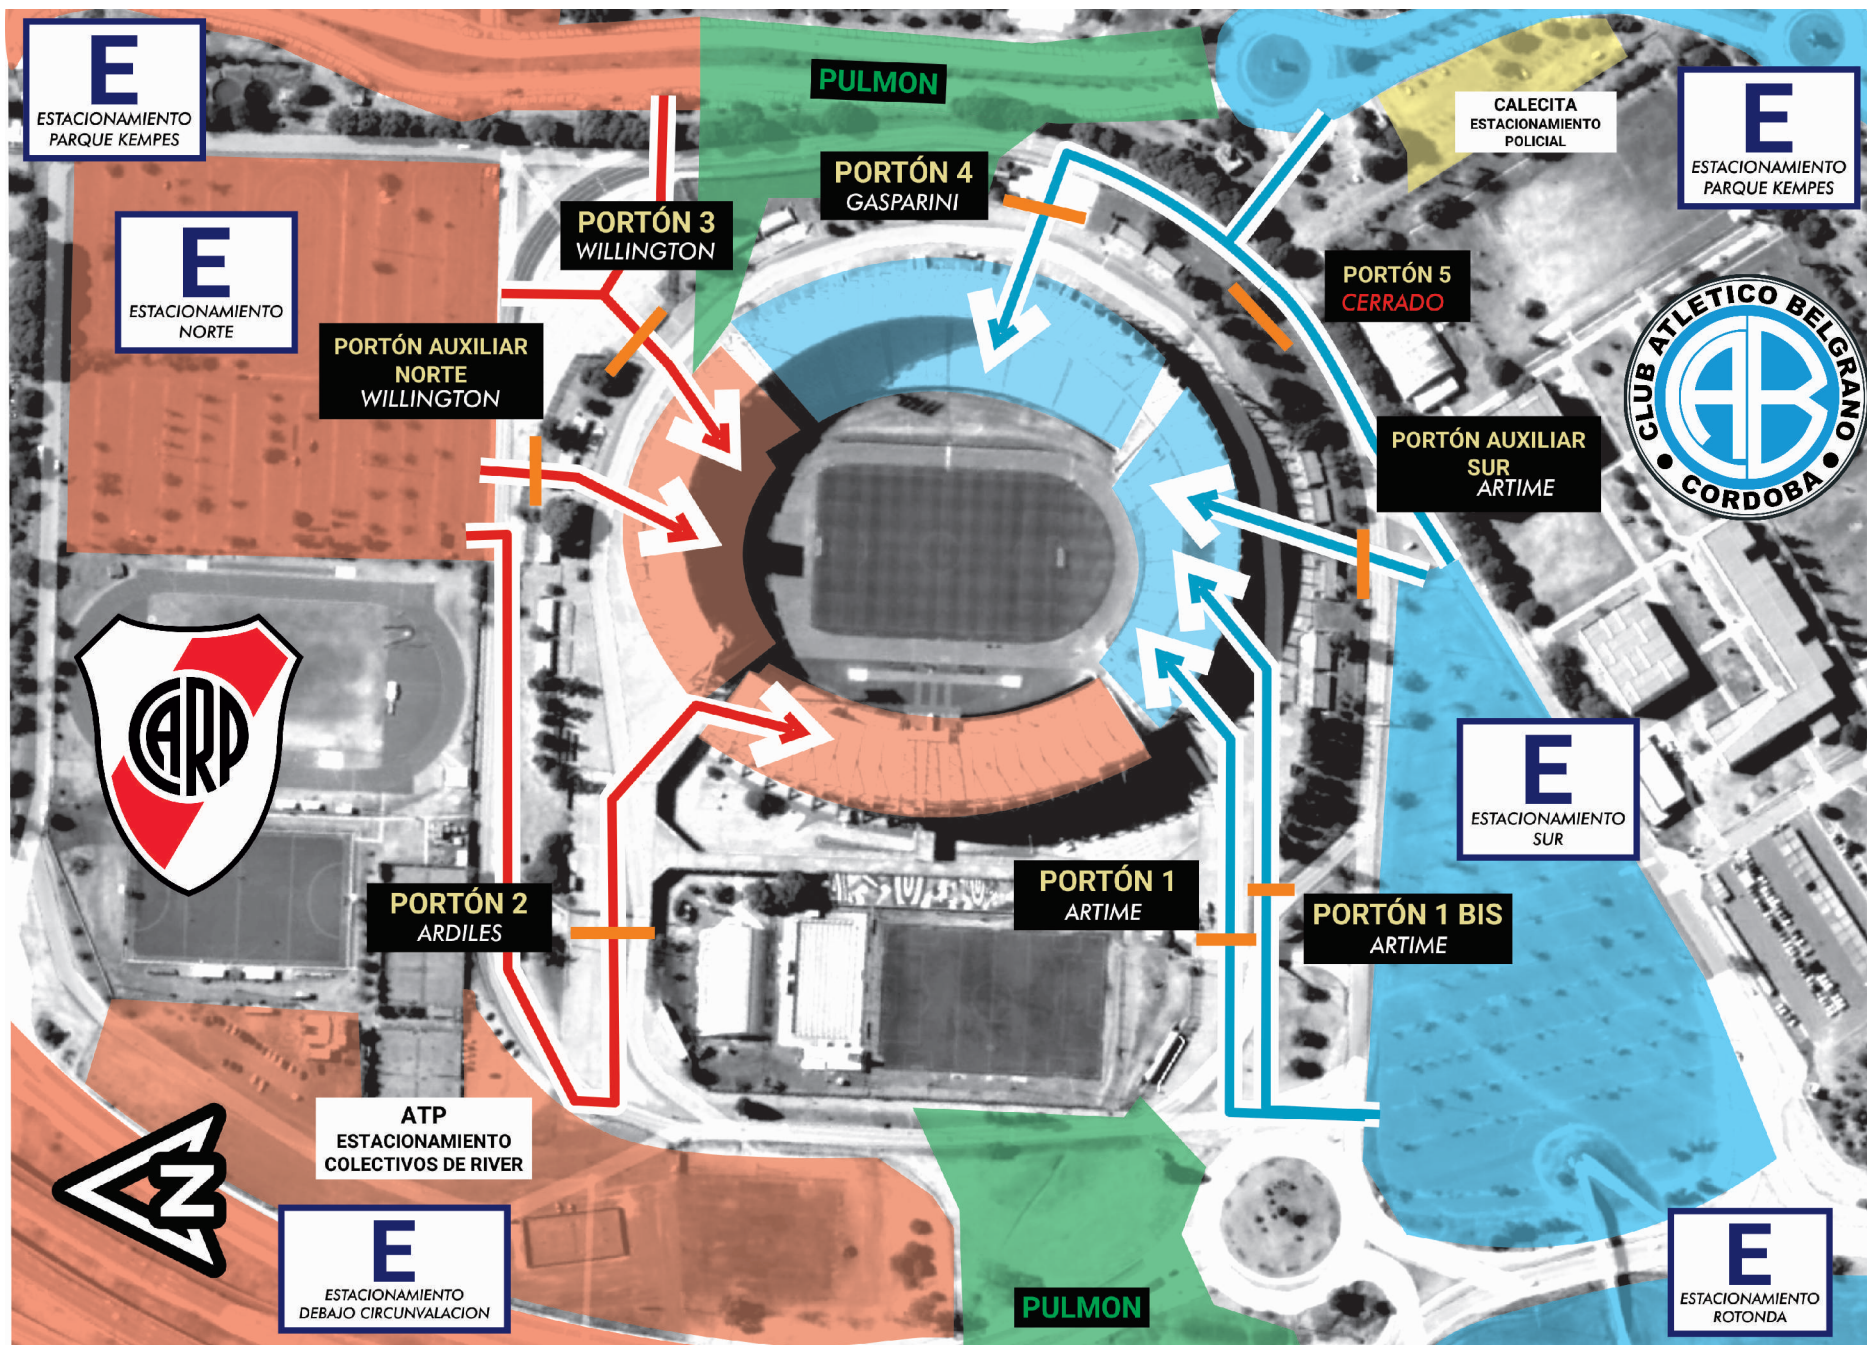 E
ESTACIONAMIENTO
PARQUE KEMPES
PULMON
CALECITA
ESTACIONAMIENTO
POLICIAL
E
ESTACIONAMIENTO
PARQUE KEMPES
PORTÓN 4
GASPARINI
PORTÓN 3
WILLINGTON
E
ESTACIONAMIENTO
NORTE
PORTÓN 5
CERRADO
PORTÓN AUXILIAR
NORTE
WILLINGTON
CLUB ATLETICO BELGRANO
CORDOBA
CAB
PORTÓN AUXILIAR
SUR
ARTIME
CARP
E
ESTACIONAMIENTO
SUR
PORTÓN 1
ARTIME
PORTÓN 2
ARDILES
PORTÓN 1 BIS
ARTIME
ATP
ESTACIONAMIENTO
COLECTIVOS DE RIVER
N
E
ESTACIONAMIENTO
DEBAJO CIRCUNVALACION
PULMON
E
ESTACIONAMIENTO
ROTONDA